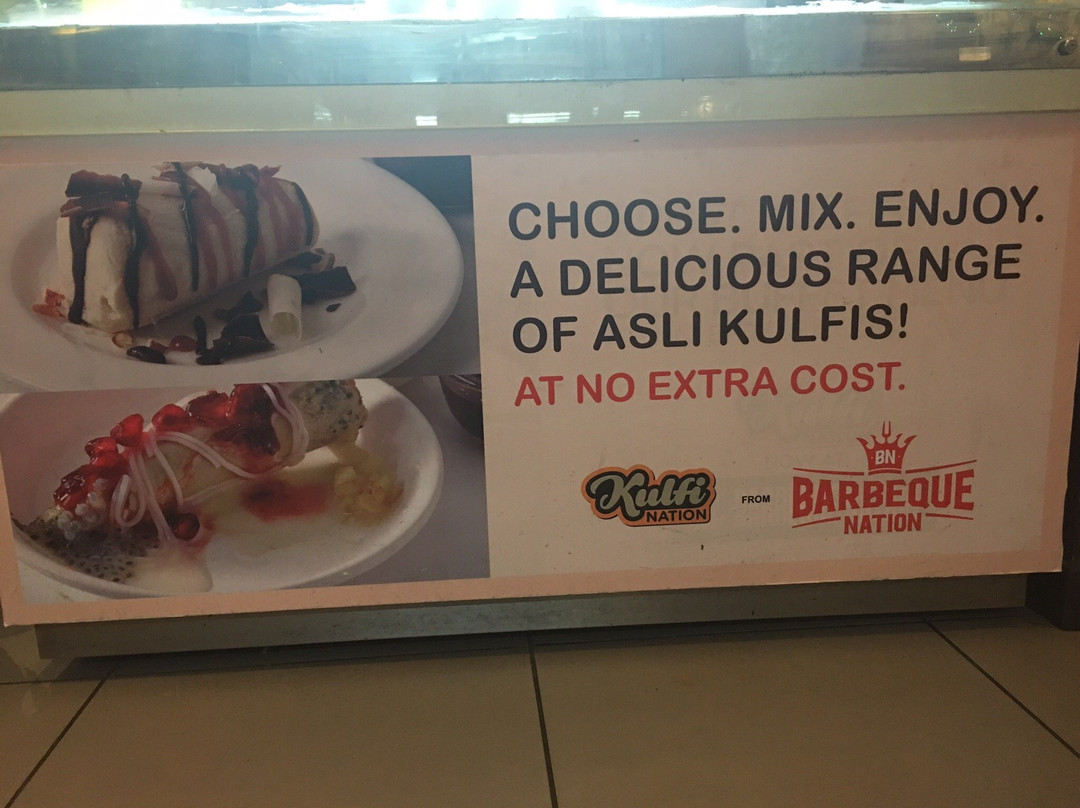 CHOOSE. MIX. ENJOY.
A DELICIOUS RANGE
OF ASLI KULFIS!
AT NO EXTRA COST.
Kulfi
NATION
FROM
BN
BARBEQUE
NATION